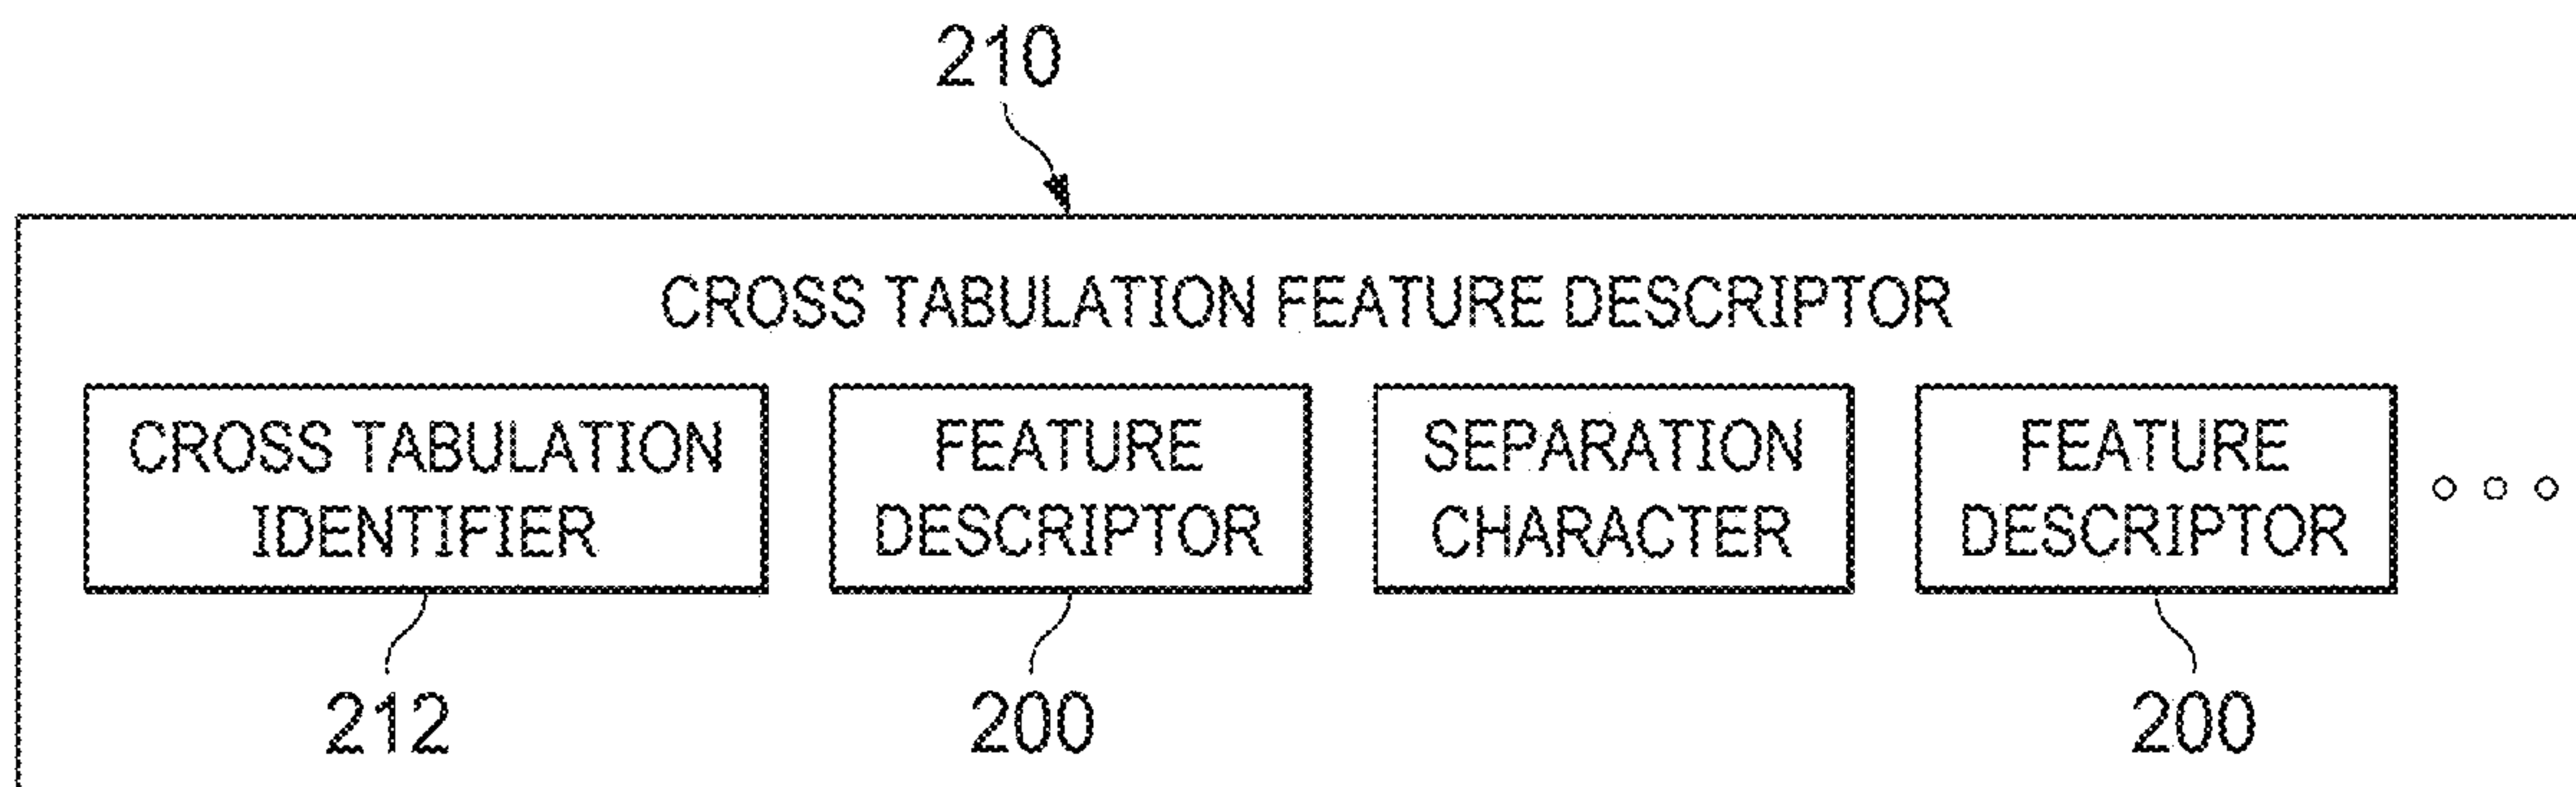 210
CROSS TABULATION FEATURE DESCRIPTOR
CROSS TABULATION
IDENTIFIER
FEATURE
DESCRIPTOR
SEPARATION
CHARACTER
FEATURE
DESCRIPTOR
212
200
200